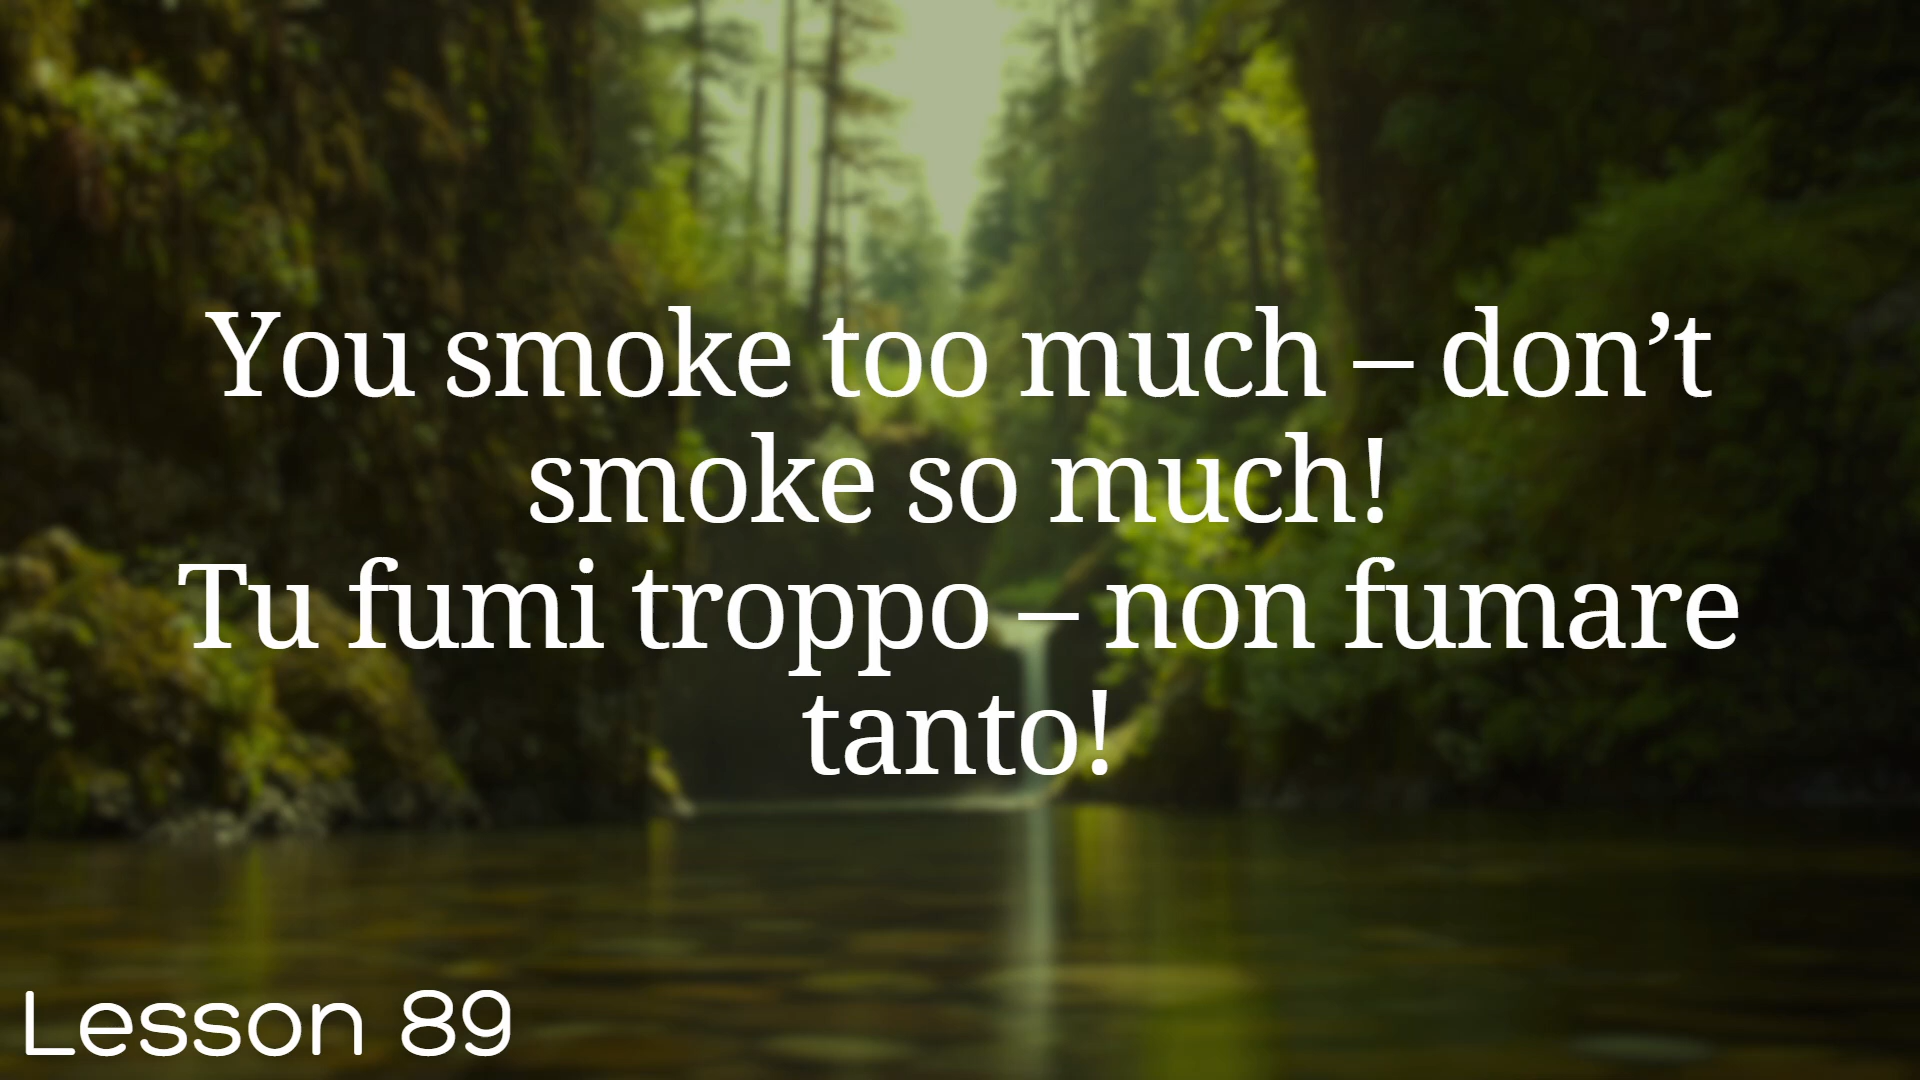 You smoke too much – don’t
smoke so much!
Tu fumi troppo – non fumare
tanto!
Lesson 89